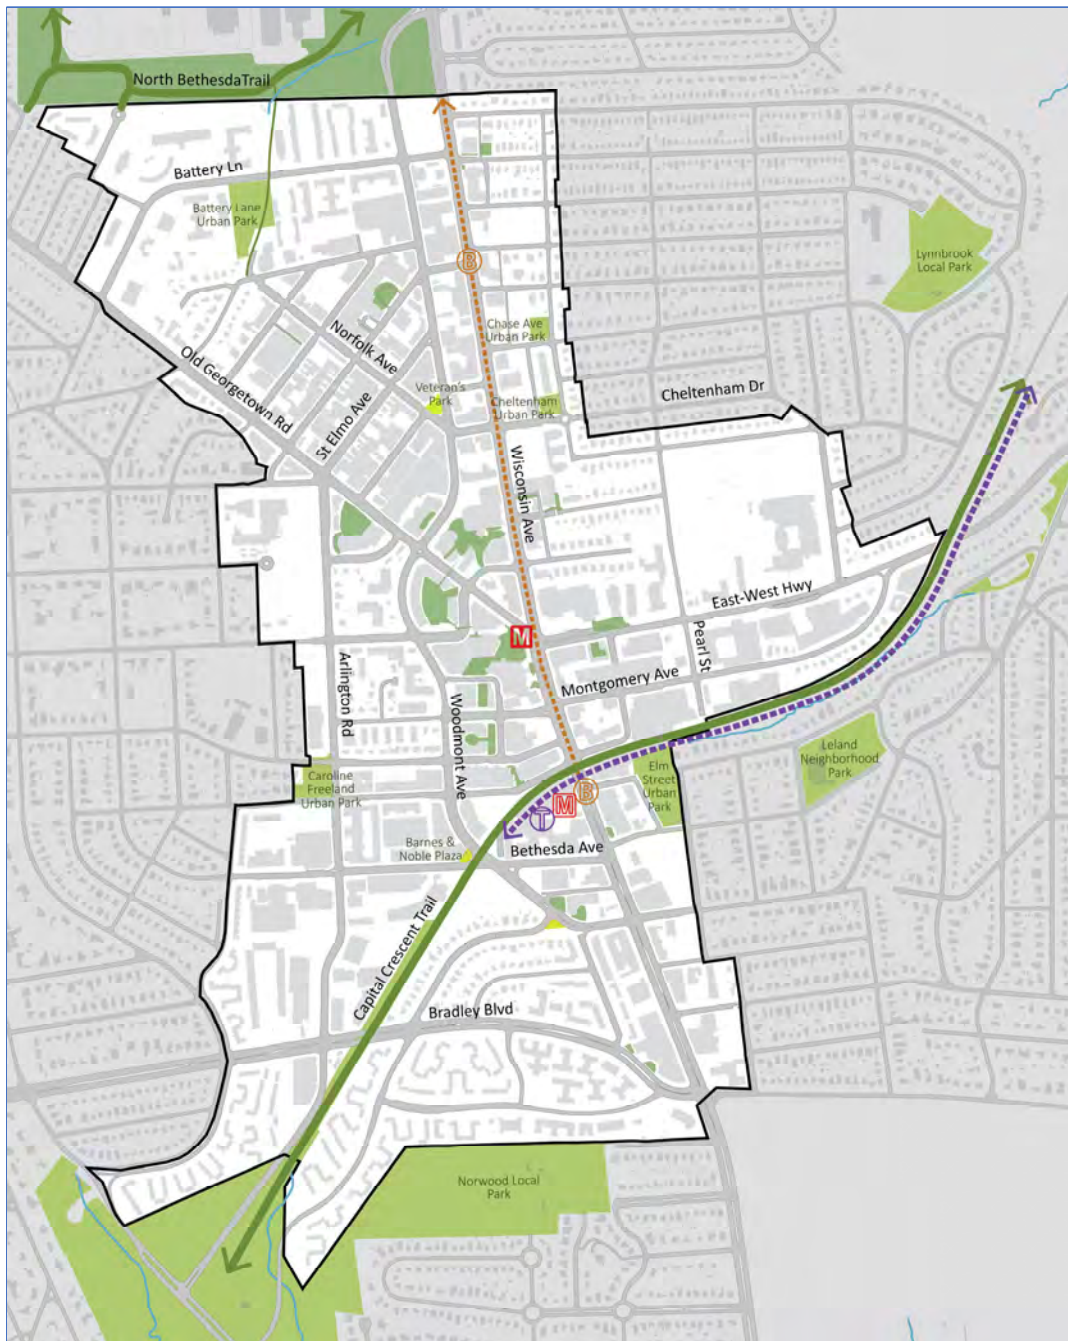 North BethesdaTrail
Battery Ln
Battery Lane
Urban Park
B
Lynnbrook
Local Park
Chase Ave
Urban Park
Norfolk Ave
Old Georgetown Rd
Veteran's
Park
Cheltenham
Urban Park
Cheltenham Dr
St Elmo Ave
Wisconsin Ave
East-West Hwy
M
Pearl St
Montgomery Ave
Arlington Rd
Woodmont Ave
Leland
Neighborhood
Park
Caroline
Freeland
Urban Park
Elm
Street
Urban
Park
B
M
T
Barnes &
Noble Plaza
Bethesda Ave
Capital Crescent Trail
Bradley Blvd
Norwood Local
Park